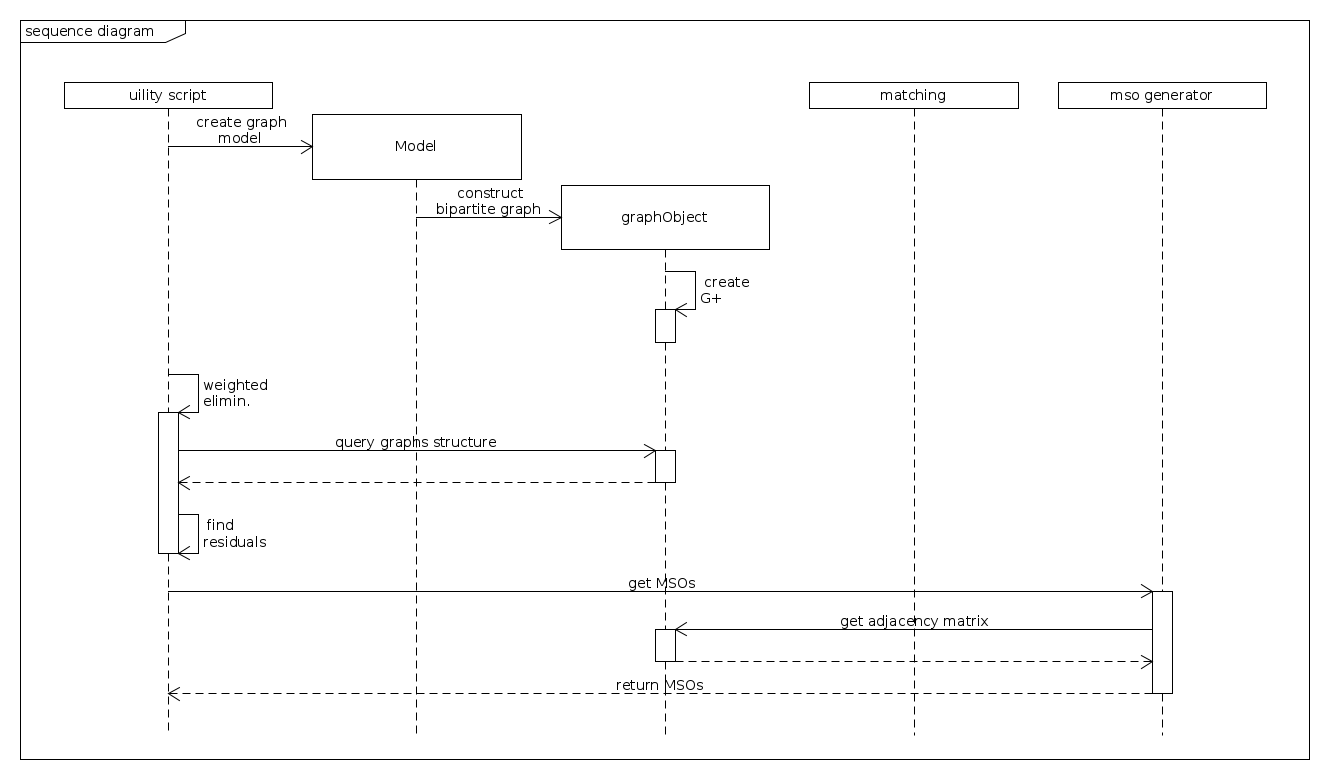 sequence diagram
uility script
matching
mso generator
create graph
model
Model
construct
bipartite graph
graphObject
create
G+
weighted
elimin.
query graphs structure
find
residuals
get MSOs
get adjacency matrix
return MSOs